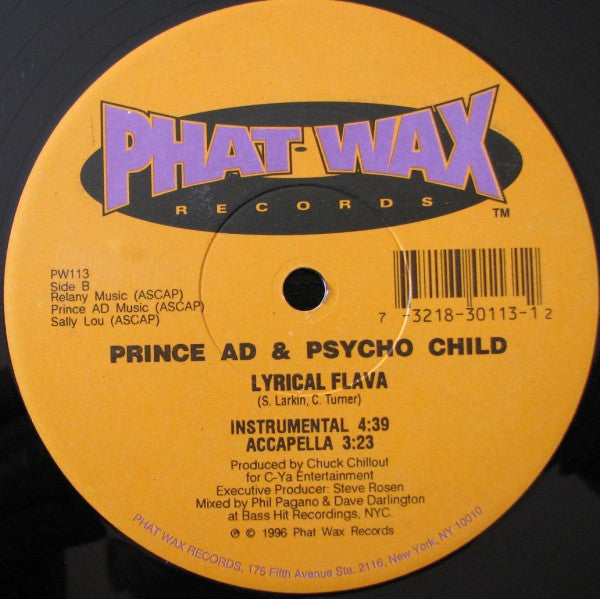 PHAT·WAX
RECORDS
TM
PW113
Side B
Relany Music (ASCAP)
Prince AD Music (ASCAP)
Sally Lou (ASCAP)
7 -3218-30113-1 2
PRINCE AD & PSYCHO CHILD
LYRICAL FLAVA
(S. Larkin, C. Turner)
INSTRUMENTAL 4:39
ACCAPELLA 3:23
Produced by Chuck Chillout
for C-Ya Entertainment
Executive Producer: Steve Rosen
Mixed by Phil Pagano & Dave Darlington
at Bass Hit Recordings, NYC.
℗ © 1996 Phat Wax Records
PHAT WAX RECORDS, 175 Fifth Avenue Ste. 2116, New York, NY 10010